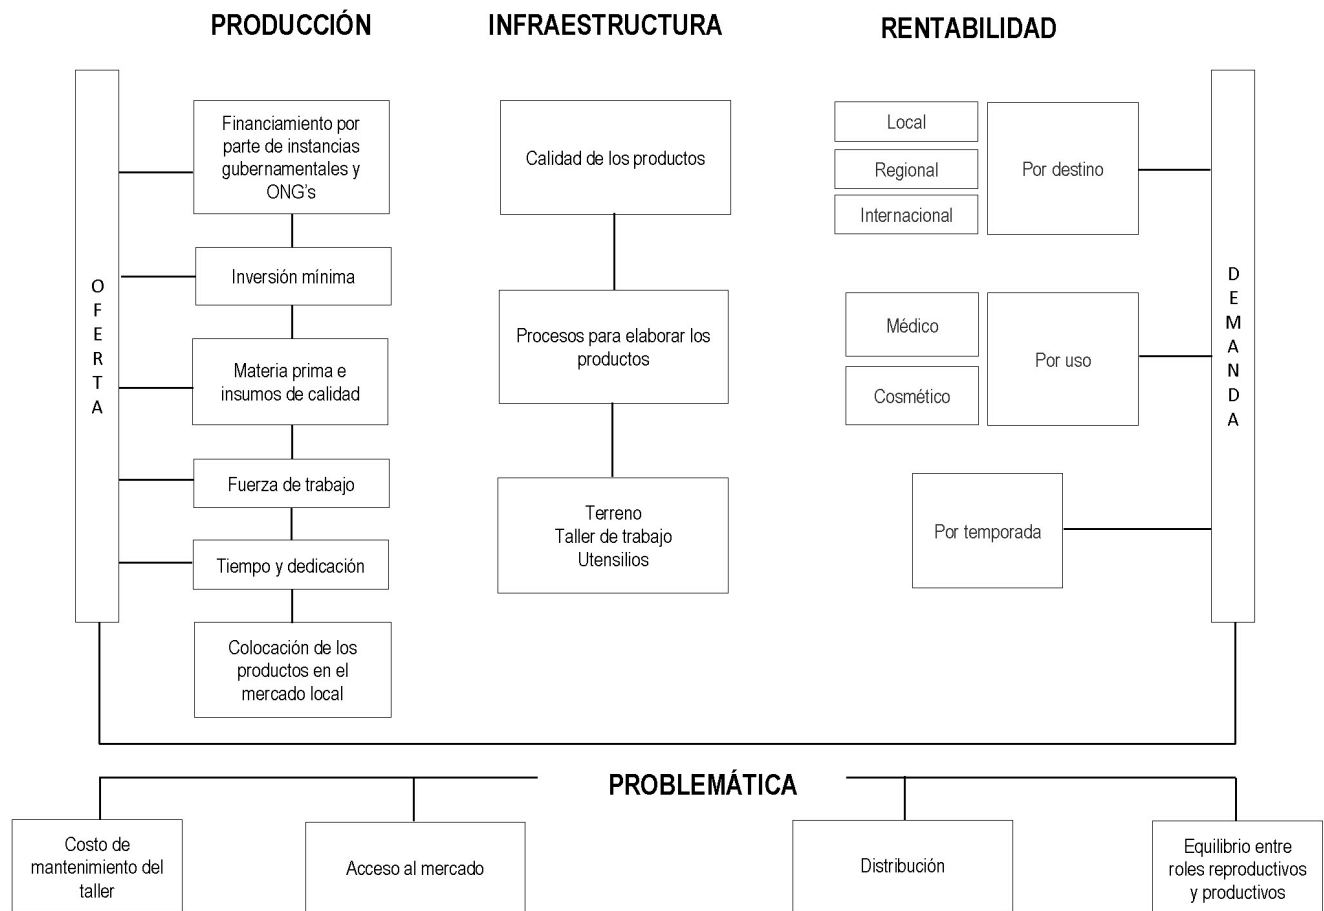 PRODUCCIÓN
INFRAESTRUCTURA
RENTABILIDAD
OFERTA
Financiamiento por
parte de instancias
gubernamentales y
ONG's
Inversión mínima
Materia prima e
insumos de calidad
Fuerza de trabajo
Tiempo y dedicación
Colocación de los
productos en el
mercado local
Calidad de los productos
Procesos para elaborar los
productos
Terreno
Taller de trabajo
Utensilios
Local
Regional
Internacional
Por destino
Médico
Cosmético
Por uso
Por temporada
DEMANDA
PROBLEMÁTICA
Costo de
mantenimiento del
taller
Acceso al mercado
Distribución
Equilibrio entre
roles reproductivos
y productivos